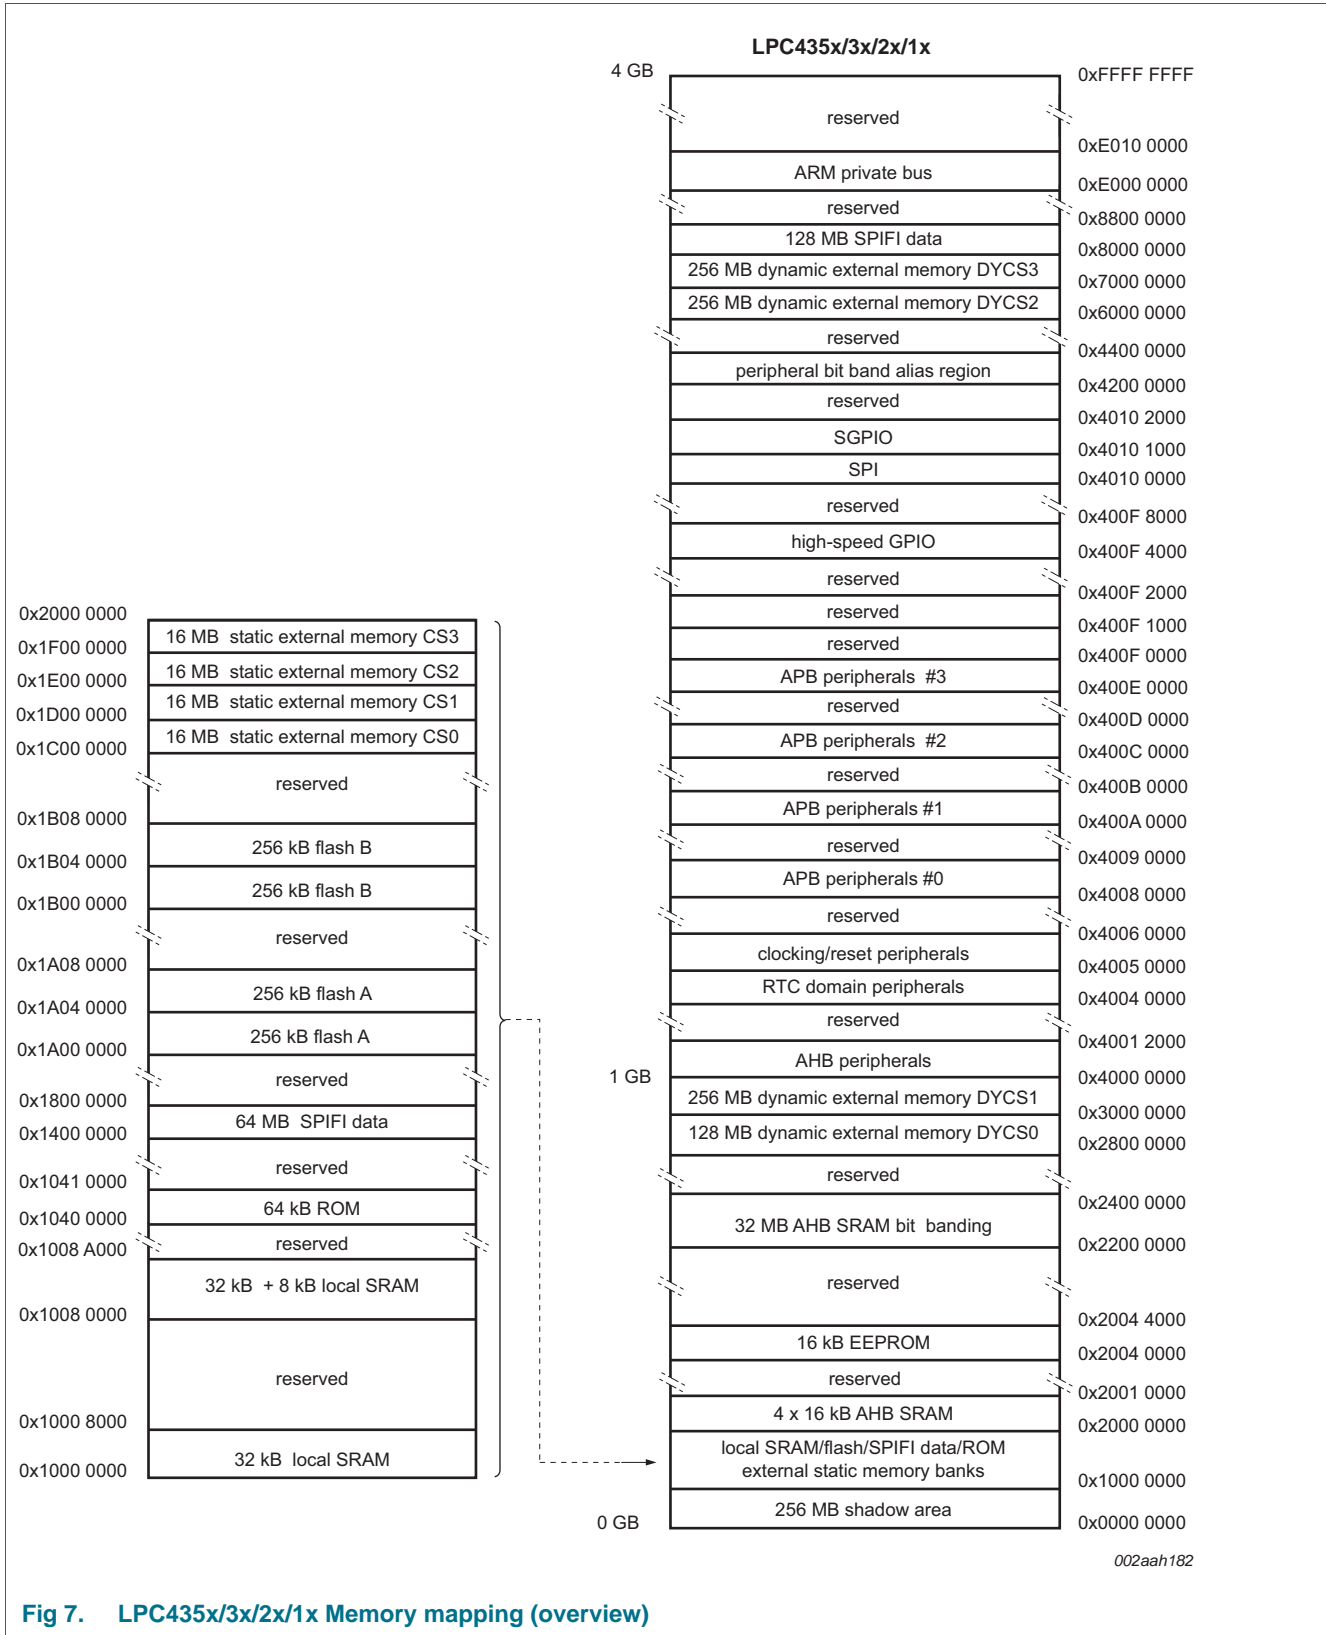 LPC435x/3x/2x/1x
4 GB
0xFFFF FFFF
reserved
0xE010 0000
ARM private bus
0xE000 0000
reserved
0x8800 0000
128 MB SPIFI data
0x8000 0000
256 MB dynamic external memory DYCS3
0x7000 0000
256 MB dynamic external memory DYCS2
0x6000 0000
reserved
0x4400 0000
peripheral bit band alias region
0x4200 0000
reserved
0x4010 2000
SGPIO
0x4010 1000
SPI
0x4010 0000
reserved
0x400F 8000
high-speed GPIO
0x400F 4000
reserved
0x400F 2000
reserved
0x400F 1000
reserved
0x400F 0000
APB peripherals #3
0x400E 0000
reserved
0x400D 0000
APB peripherals #2
0x400C 0000
reserved
0x400B 0000
APB peripherals #1
0x400A 0000
reserved
0x4009 0000
APB peripherals #0
0x4008 0000
reserved
0x4006 0000
clocking/reset peripherals
0x4005 0000
RTC domain peripherals
0x4004 0000
reserved
0x4001 2000
AHB peripherals
1 GB
0x4000 0000
256 MB dynamic external memory DYCS1
0x3000 0000
128 MB dynamic external memory DYCS0
0x2800 0000
reserved
0x2400 0000
32 MB AHB SRAM bit banding
0x2200 0000
reserved
0x2004 4000
16 kB EEPROM
0x2004 0000
reserved
0x2001 0000
4 x 16 kB AHB SRAM
0x2000 0000
local SRAM/flash/SPIFI data/ROM
external static memory banks
0x1000 0000
256 MB shadow area
0 GB
0x0000 0000
0x2000 0000
16 MB static external memory CS3
0x1F00 0000
16 MB static external memory CS2
0x1E00 0000
16 MB static external memory CS1
0x1D00 0000
16 MB static external memory CS0
0x1C00 0000
reserved
0x1B08 0000
256 kB flash B
0x1B04 0000
256 kB flash B
0x1B00 0000
reserved
0x1A08 0000
256 kB flash A
0x1A04 0000
256 kB flash A
0x1A00 0000
reserved
0x1800 0000
64 MB SPIFI data
0x1400 0000
reserved
0x1041 0000
64 kB ROM
0x1040 0000
reserved
0x1008 A000
32 kB + 8 kB local SRAM
0x1008 0000
reserved
0x1000 8000
32 kB local SRAM
0x1000 0000
002aah182
Fig 7. LPC435x/3x/2x/1x Memory mapping (overview)